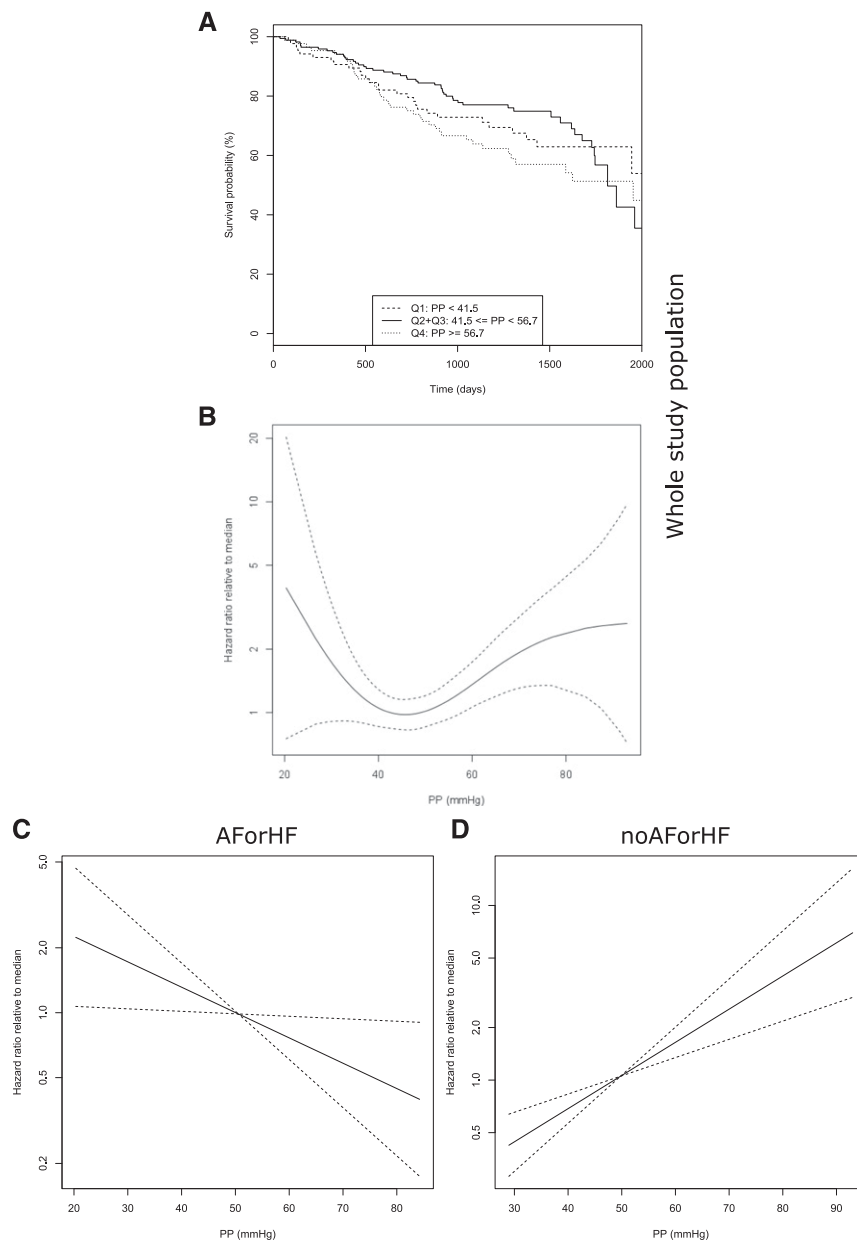 A
Survival probability (%)
100
80
60
40
20
0
Q1: PP < 41.5
Q2+Q3: 41.5 <= PP < 56.7
Q4: PP >= 56.7
0 500 1000 1500 2000
Time (days)
Whole study population
B
Hazard ratio relative to median
20
10
5
2
1
20 40 60 80
PP (mmHg)
C
AForHF
Hazard ratio relative to median
5.0
2.0
1.0
0.5
0.2
20 30 40 50 60 70 80
PP (mmHg)
D
noAForHF
Hazard ratio relative to median
10.0
5.0
2.0
1.0
0.5
30 40 50 60 70 80 90
PP (mmHg)